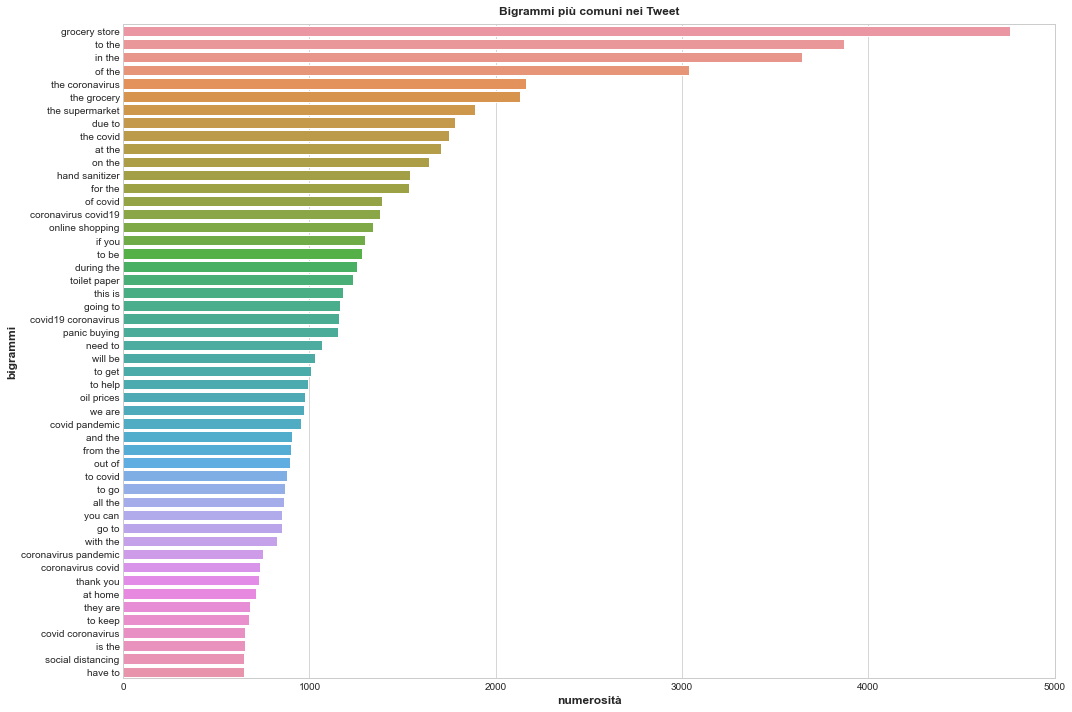 Bigrammi più comuni nei Tweet
grocery store
to the
in the
of the
the coronavirus
the grocery
the supermarket
due to
the covid
at the
on the
hand sanitizer
for the
of covid
coronavirus covid19
online shopping
if you
to be
during the
toilet paper
this is
going to
covid19 coronavirus
panic buying
need to
will be
to get
to help
oil prices
we are
covid pandemic
and the
from the
out of
to covid
to go
all the
you can
go to
with the
coronavirus pandemic
coronavirus covid
thank you
at home
they are
to keep
covid coronavirus
is the
social distancing
have to
bigrammi
0 1000 2000 3000 4000 5000
numerosità